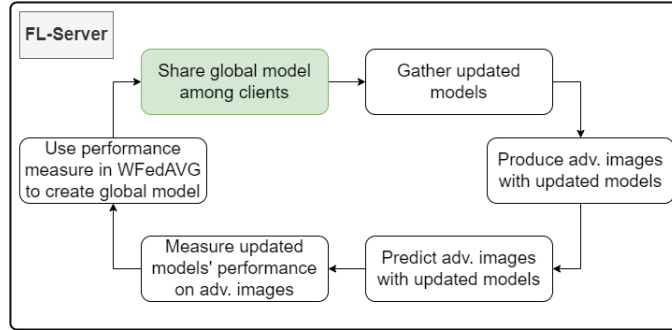 FL-Server
Share global model
among clients
Gather updated
models
Produce adv. images
with updated models
Predict adv. images
with updated models
Measure updated
models' performance
on adv. images
Use performance
measure in WFedAVG
to create global model